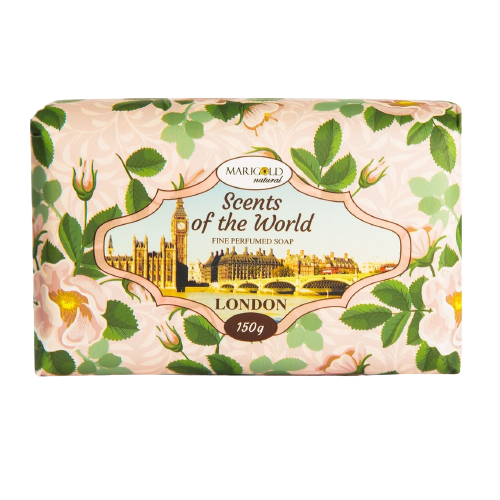 MARIGOLD
natural
Scents
of the World
FINE PERFUMED SOAP
LONDON
150g